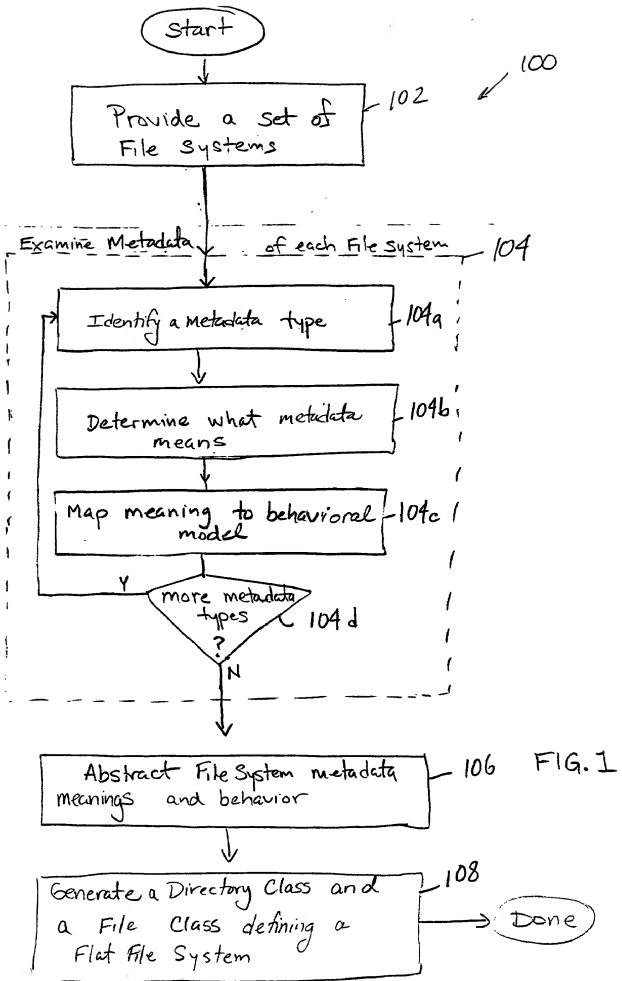 Start
100
Provide a set of
File Systems
102
Examine Metadata of each File system
104
Identify a metadata type
104a
Determine what metadata
means
104b
Map meaning to behavioral
model
104c
Y
more metadata
types
?
104d
N
Abstract File System metadata
meanings and behavior
106
FIG. 1
Generate a Directory Class and
a File Class defining a
Flat File System
108
Done